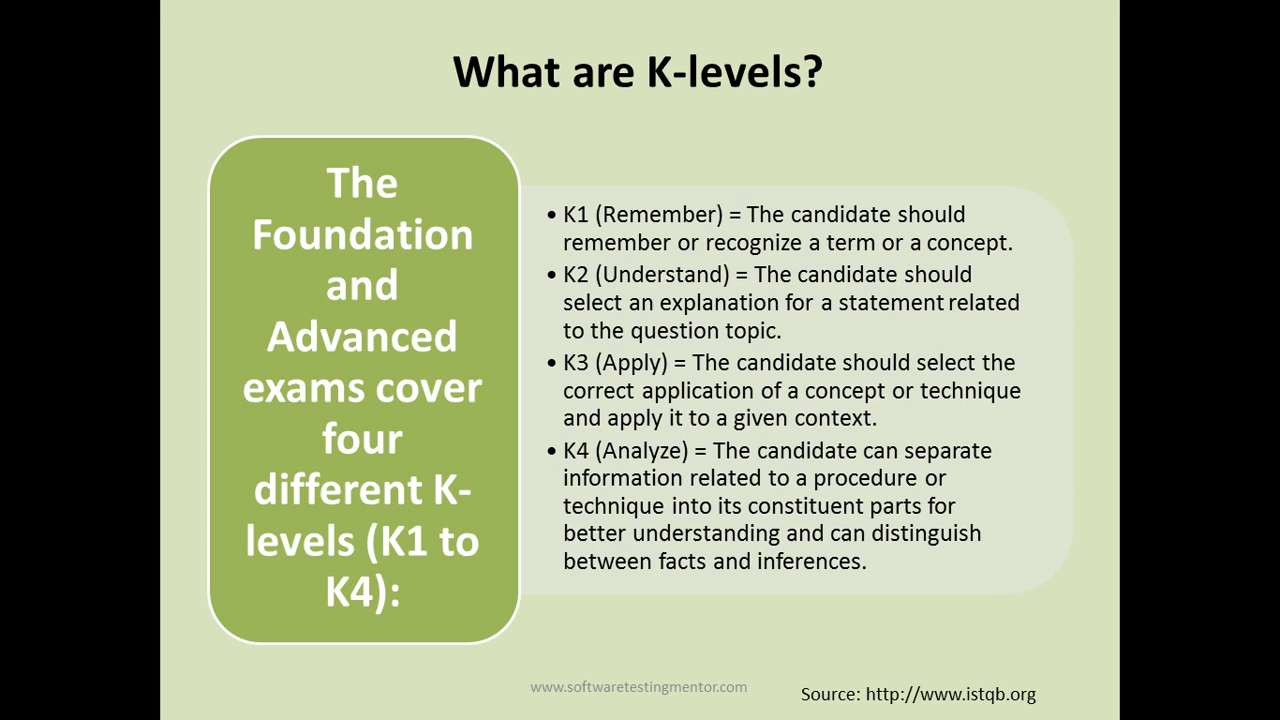 What are K-levels?
The
Foundation
and
Advanced
exams cover
four
different K-
levels (K1 to
K4):
• K1 (Remember) = The candidate should
remember or recognize a term or a concept.
• K2 (Understand) = The candidate should
select an explanation for a statement related
to the question topic.
• K3 (Apply) = The candidate should select the
correct application of a concept or technique
and apply it to a given context.
• K4 (Analyze) = The candidate can separate
information related to a procedure or
technique into its constituent parts for
better understanding and can distinguish
between facts and inferences.
www.softwaretestingmentor.com
Source: http://www.istqb.org